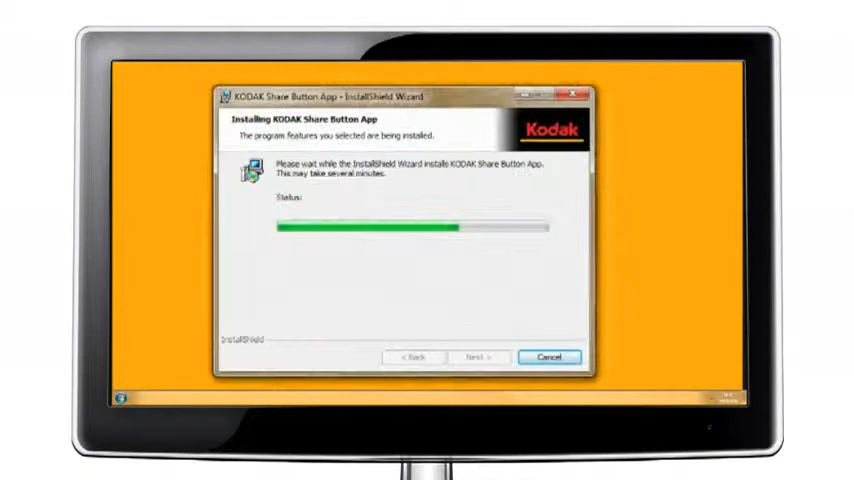 KODAK Share Button App - InstallShield Wizard
Installing KODAK Share Button App
The program features you selected are being installed.
Kodak
Please wait while the InstallShield Wizard installs KODAK Share Button App.
This may take several minutes.
Status:
InstallShield
< Back
Next >
Cancel